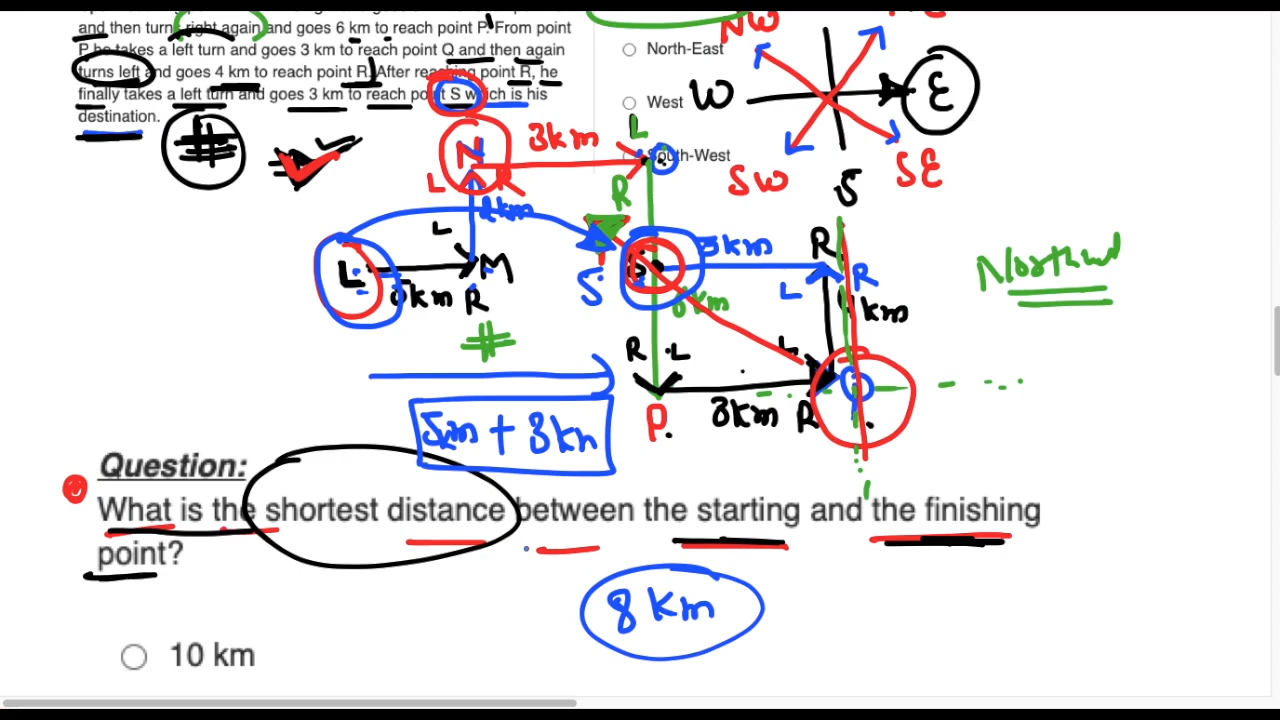 and then turns right again and goes 6 km to reach point P. From point
P he takes a left turn and goes 3 km to reach point Q and then again
turns left and goes 4 km to reach point R. After reaching point R, he
finally takes a left turn and goes 3 km to reach point S which is his
destination.
North-East
West
South-West
NW
W
E
SW
SE
S
N
3km
L
R
L
R
L
M
R
S
3km
R
L
R
4km
R
L
P.
3km
R
Northwest
5km + 3km
Question:
What is the shortest distance between the starting and the finishing
point?
8 Km
10 km